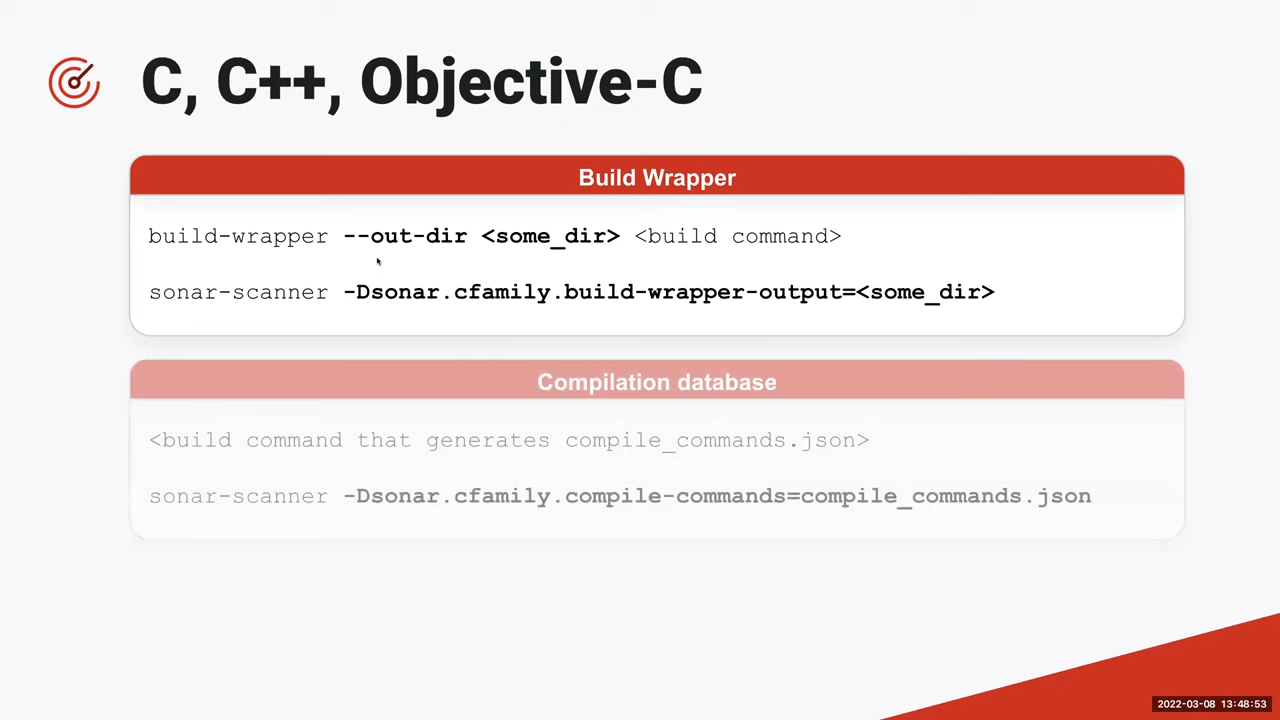 C, C++, Objective-C
Build Wrapper
build-wrapper --out-dir <some_dir> <build command>
sonar-scanner -Dsonar.cfamily.build-wrapper-output=<some_dir>
Compilation database
<build command that generates compile_commands.json>
sonar-scanner -Dsonar.cfamily.compile-commands=compile_commands.json
2022-03-08 13:48:53